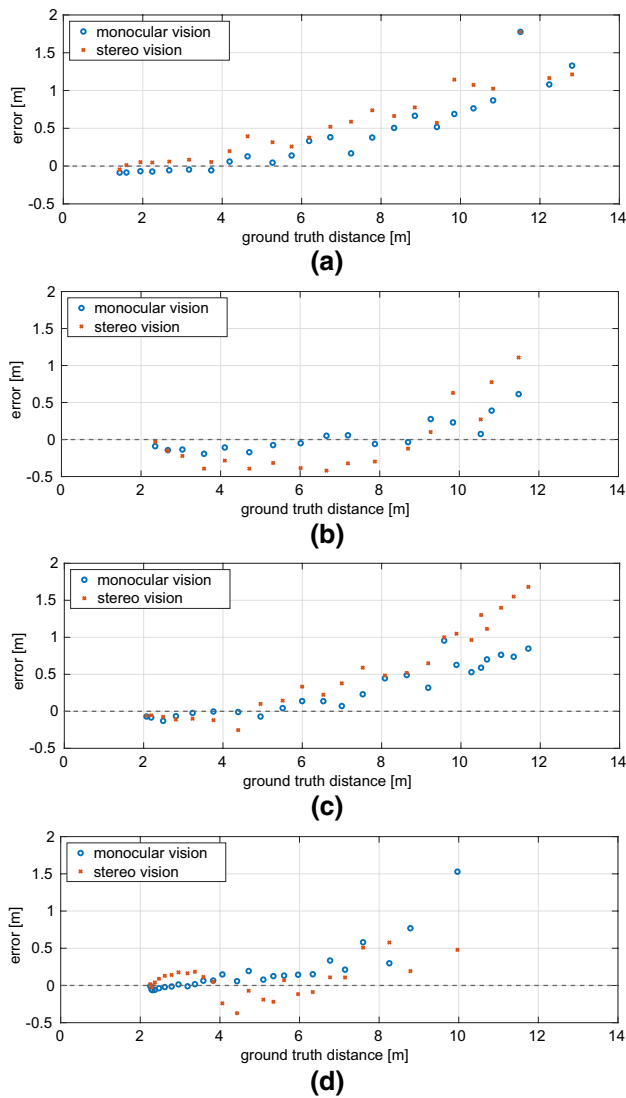 2
1.5
1
0.5
0
-0.5
error [m]
monocular vision
stereo vision
0 2 4 6 8 10 12 14
ground truth distance [m]
(a)
2
1.5
1
0.5
0
-0.5
error [m]
monocular vision
stereo vision
0 2 4 6 8 10 12 14
ground truth distance [m]
(b)
2
1.5
1
0.5
0
-0.5
error [m]
monocular vision
stereo vision
0 2 4 6 8 10 12 14
ground truth distance [m]
(c)
2
1.5
1
0.5
0
-0.5
error [m]
monocular vision
stereo vision
0 2 4 6 8 10 12 14
ground truth distance [m]
(d)